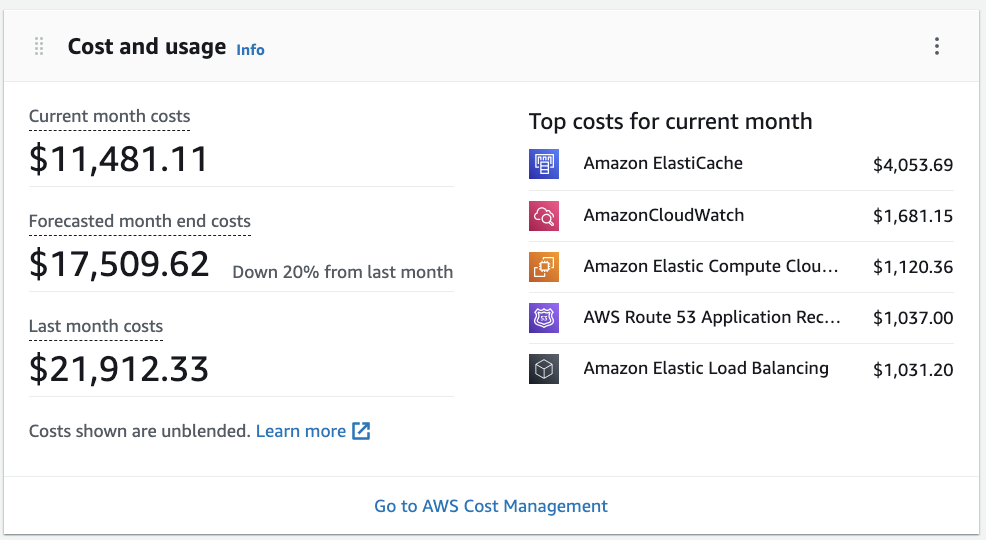 Cost and usage Info
Current month costs
$11,481.11
Forecasted month end costs
$17,509.62 Down 20% from last month
Last month costs
$21,912.33
Costs shown are unblended. Learn more
Top costs for current month
Amazon ElastiCache $4,053.69
AmazonCloudWatch $1,681.15
Amazon Elastic Compute Clou... $1,120.36
53
AWS Route 53 Application Rec... $1,037.00
Amazon Elastic Load Balancing $1,031.20
Go to AWS Cost Management